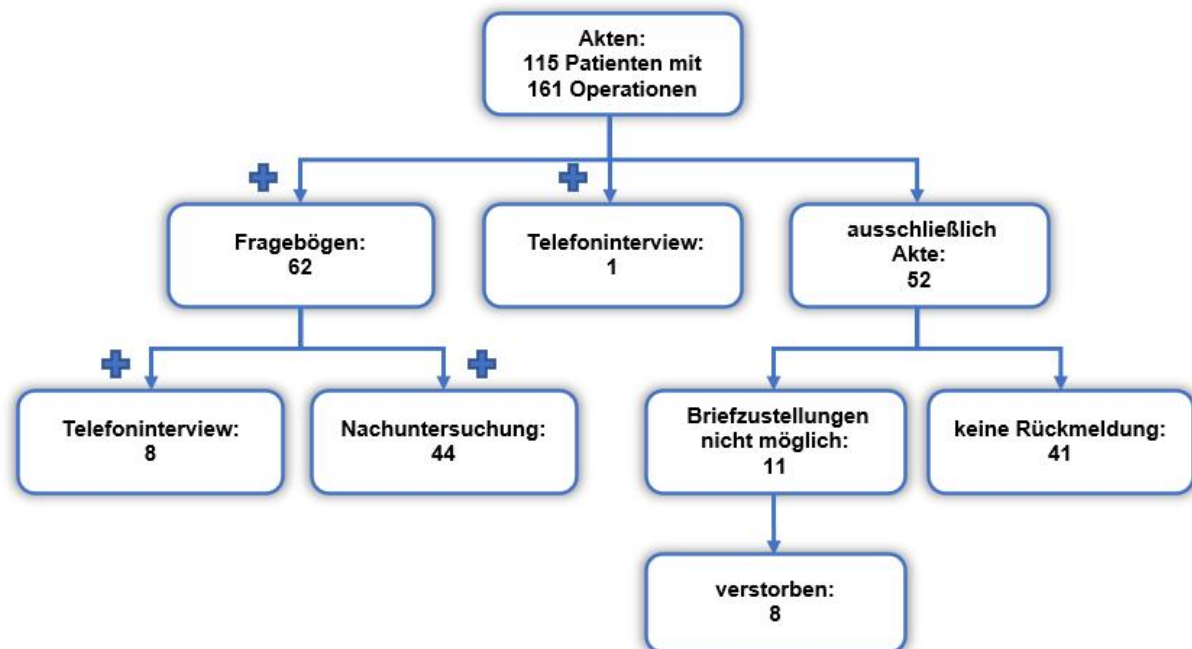 Akten:
115 Patienten mit
161 Operationen
Fragebögen:
62
Telefoninterview:
1
ausschließlich
Akte:
52
Telefoninterview:
8
Nachuntersuchung:
44
Briefzustellungen
nicht möglich:
11
keine Rückmeldung:
41
verstorben:
8